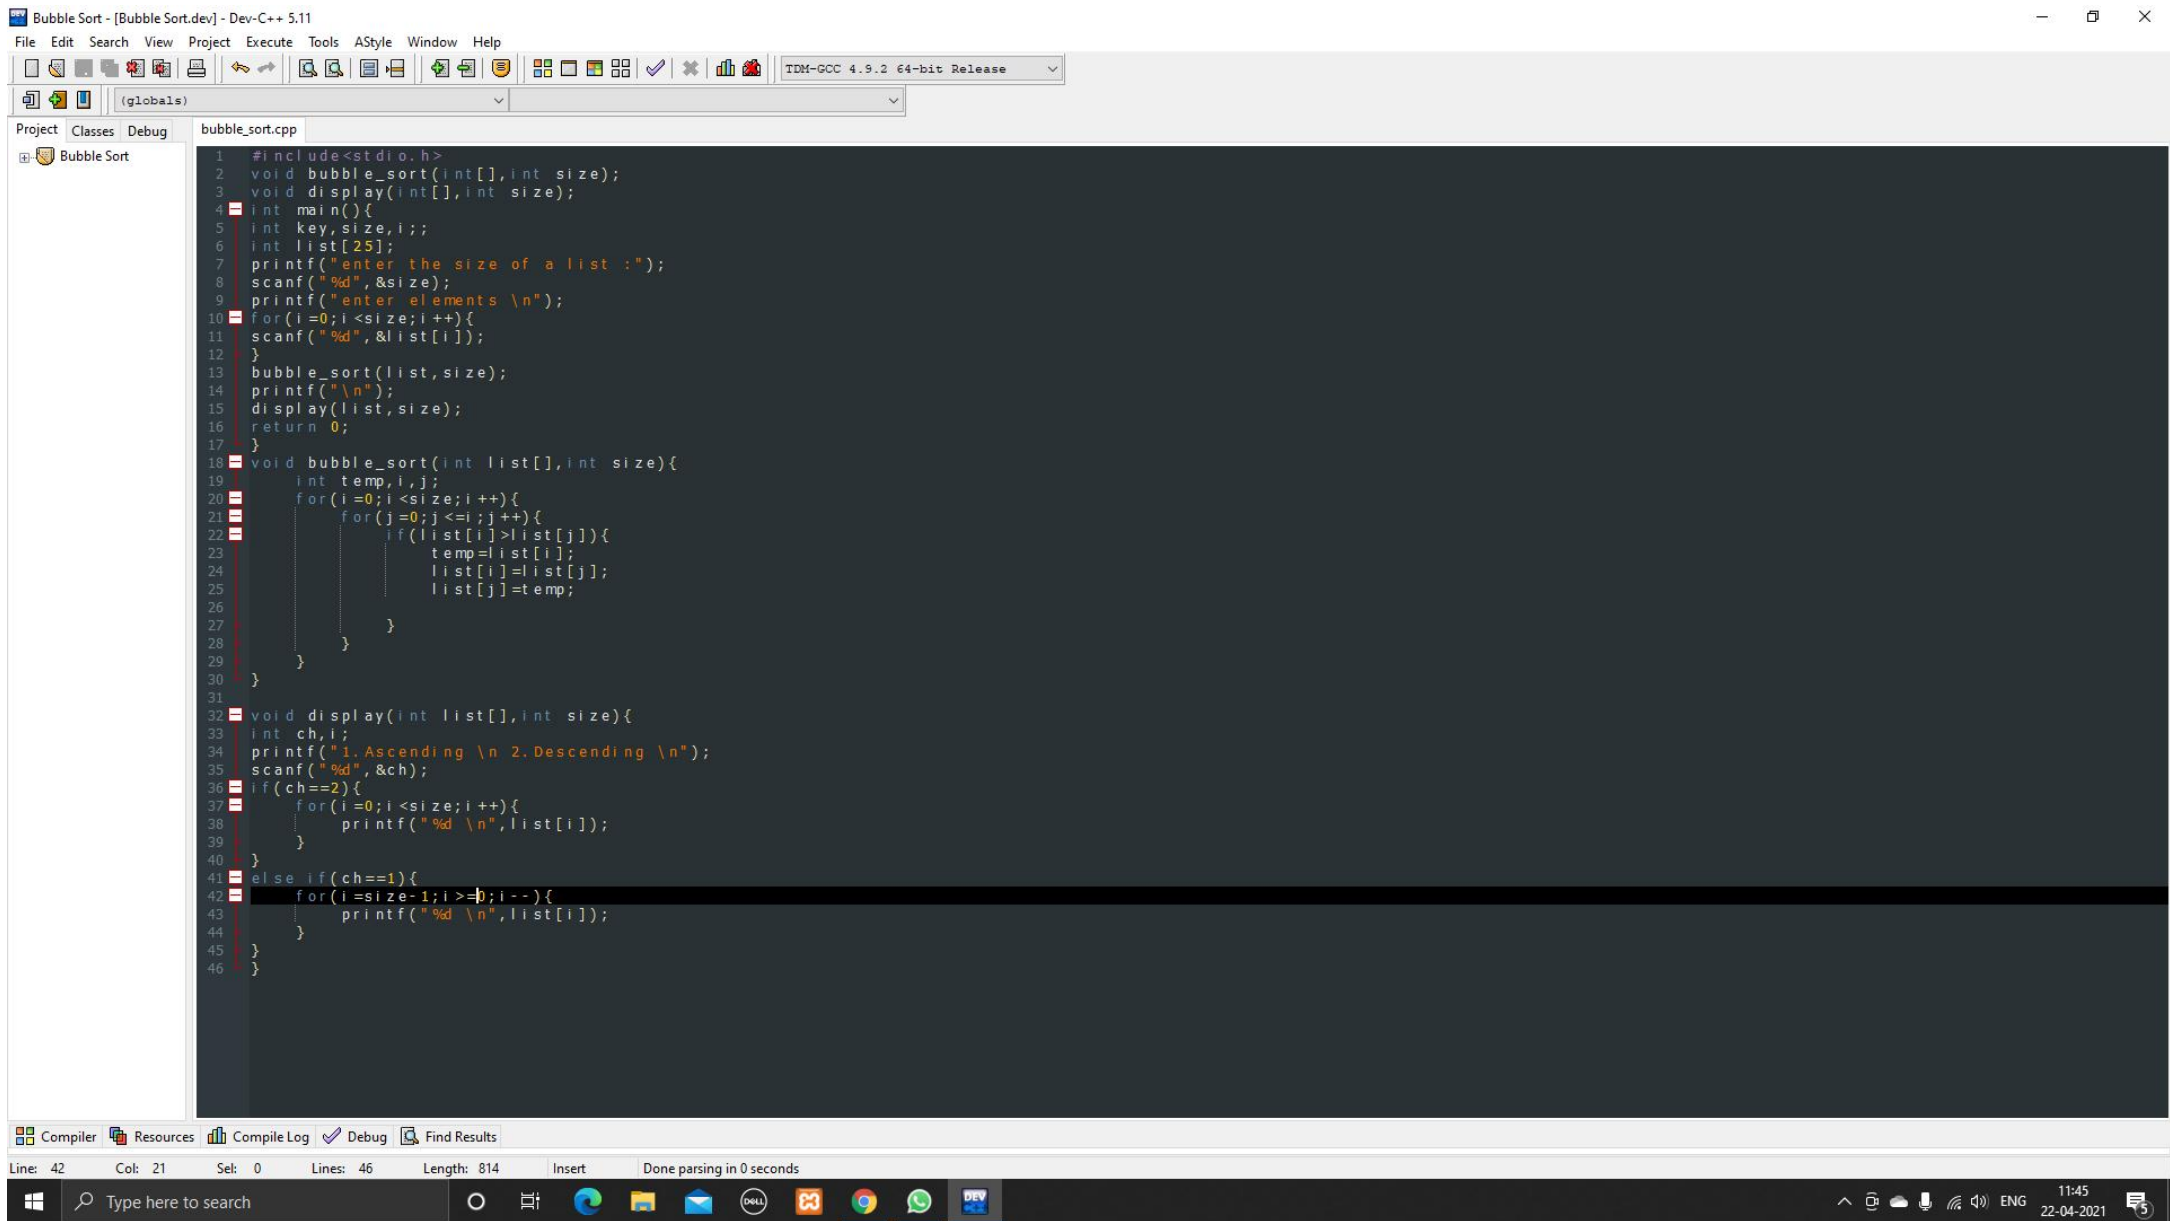 Bubble Sort - [Bubble Sort.dev] - Dev-C++ 5.11
File Edit Search View Project Execute Tools AStyle Window Help
TDM-GCC 4.9.2 64-bit Release
(globals)
Project Classes Debug bubble_sort.cpp
Bubble Sort
1 #include<stdio.h>
2 void bubble_sort(int[],int size);
3 void display(int[],int size);
4 int main(){
5 int key,size,i;;
6 int list[25];
7 printf("enter the size of a list :");
8 scanf("%d",&size);
9 printf("enter elements \n");
10 for(i=0;i<size;i++){
11 scanf("%d",&list[i]);
12 }
13 bubble_sort(list,size);
14 printf("\n");
15 display(list,size);
16 return 0;
17 }
18 void bubble_sort(int list[],int size){
19 int temp,i,j;
20 for(i=0;i<size;i++){
21 for(j=0;j<=i;j++){
22 if(list[i]>list[j]){
23 temp=list[i];
24 list[i]=list[j];
25 list[j]=temp;
26
27 }
28 }
29 }
30 }
31
32 void display(int list[],int size){
33 int ch,i;
34 printf("1.Ascending \n 2.Descending \n");
35 scanf("%d",&ch);
36 if(ch==2){
37 for(i=0;i<size;i++){
38 printf("%d \n",list[i]);
39 }
40 }
41 else if(ch==1){
42 for(i=size-1;i>=0;i--){
43 printf("%d \n",list[i]);
44 }
45 }
46 }
Compiler Resources Compile Log Debug Find Results
Line: 42 Col: 21 Sel: 0 Lines: 46 Length: 814 Insert Done parsing in 0 seconds
Type here to search
DELL
DEV
ENG
11:45
22-04-2021
5